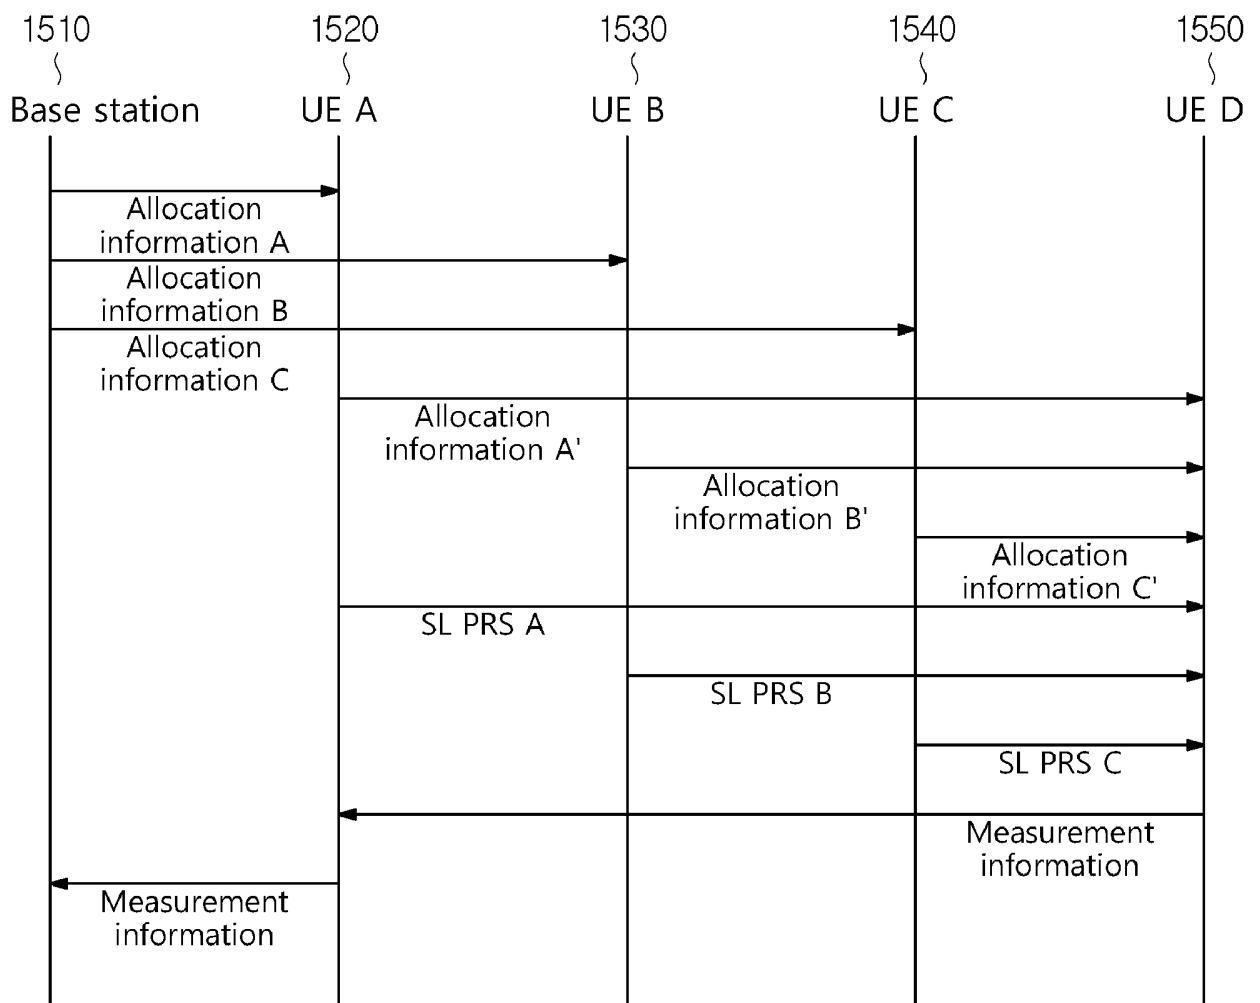 1510 1520 1530 1540 1550
Base station UE A UE B UE C UE D
Allocation
information A
Allocation
information B
Allocation
information C
Allocation
information A'
Allocation
information B'
Allocation
information C'
SL PRS A
SL PRS B
SL PRS C
Measurement
information
Measurement
information